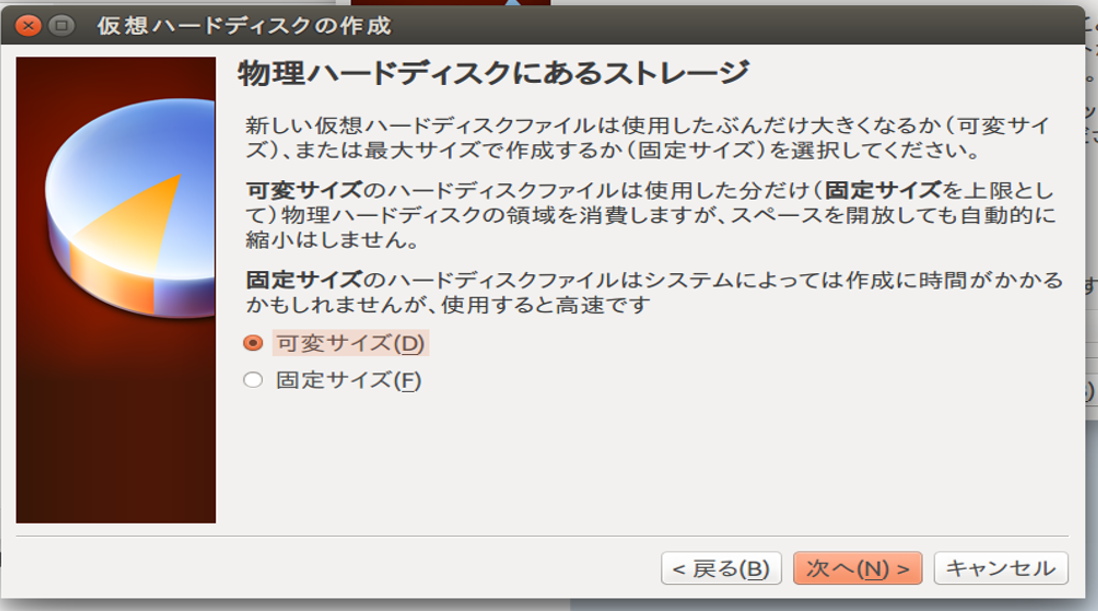 仮想ハードディスクの作成
物理ハードディスクにあるストレージ
新しい仮想ハードディスクファイルは使用したぶんだけ大きくなるか(可変サイ
ズ)、または最大サイズで作成するか(固定サイズ)を選択してください。
可変サイズのハードディスクファイルは使用した分だけ(固定サイズを上限とし
て)物理ハードディスクの領域を消費しますが、スペースを開放しても自動的に
縮小はしません。
固定サイズのハードディスクファイルはシステムによっては作成に時間がかかる
かもしれませんが、使用すると高速です
可変サイズ(D)
固定サイズ(F)
< 戻る(B)
次へ(N) >
キャンセル